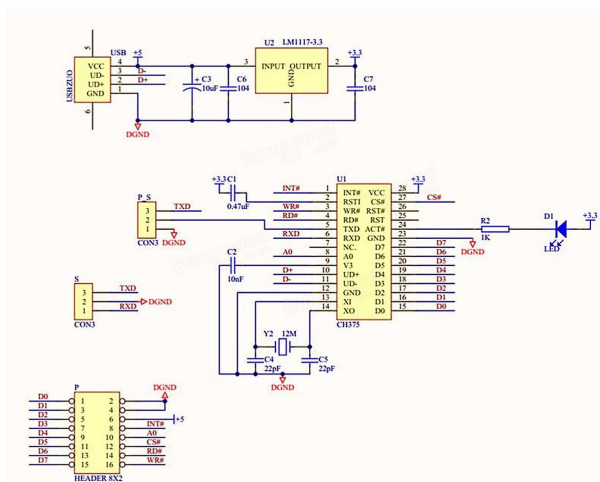 USB
5
VCC 4 +5
UD- 3 D-
UD+ 2 D+
GND 1
USBZUO
6
DGND
C3
10uF
C6
104
U2 LM1117-3.3
3 INPUT OUTPUT 2
GND
1
+3.3
C7
104
P_S
3 TXD
2
1
CON3
DGND
S
3 TXD
2 DGND
1 RXD
CON3
+3.3 C1
0.47uF
C2
10nF
U1
INT# 1 INT# VCC 28 +3.3
2 RST1 CS# 27 CS#
WR# 3 WR# RST# 26
RD# 4 RD# RST 25
5 TXD ACT# 24
RXD 6 RXD GND 23
7 NC. D7 22 D7
A0 8 A0 D6 21 D6
9 V3 D5 20 D5
D+ 10 UD+ D4 19 D4
D- 11 UD- D3 18 D3
12 GND D2 17 D2
13 XI D1 16 D1
14 XO D0 15 D0
CH375
DGND
R2
1K
D1
LED
+3.3
Y2 12M
C4
22pF
C5
22pF
DGND
P
DGND
D0 1 2
D1 3 4
D2 5 6 +5
D3 7 8 INT#
D4 9 10 A0
D5 11 12 CS#
D6 13 14 RD#
D7 15 16 WR#
HEADER 8X2